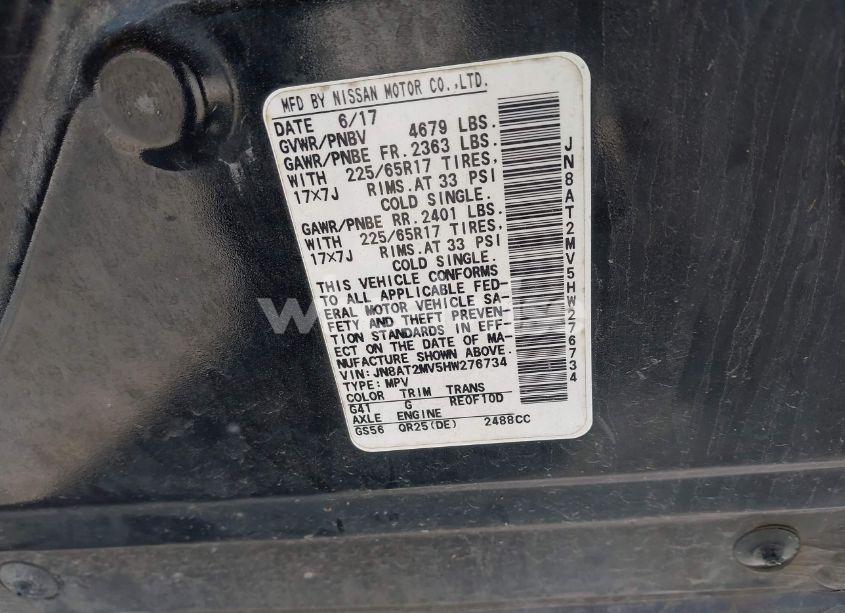 MFD BY NISSAN MOTOR CO.,LTD.
DATE 6/17
GVWR/PNBV 4679 LBS.
GAWR/PNBE FR. 2363 LBS.
WITH 225/65R17 TIRES,
17X7J RIMS.AT 33 PSI
COLD SINGLE.
GAWR/PNBE RR. 2401 LBS.
WITH 225/65R17 TIRES,
17X7J RIMS.AT 33 PSI
COLD SINGLE.
THIS VEHICLE CONFORMS
TO ALL APPLICABLE FED-
ERAL MOTOR VEHICLE SA-
FETY AND THEFT PREVEN-
TION STANDARDS IN EFF-
ECT ON THE DATE OF MA-
NUFACTURE SHOWN ABOVE.
VIN: JN8AT2MV5HW276734
TYPE: MPV
COLOR TRIM TRANS
G41 G RE0F10D
AXLE ENGINE
GS56 QR25(DE) 2488CC
JN8AT2MV5HW276734